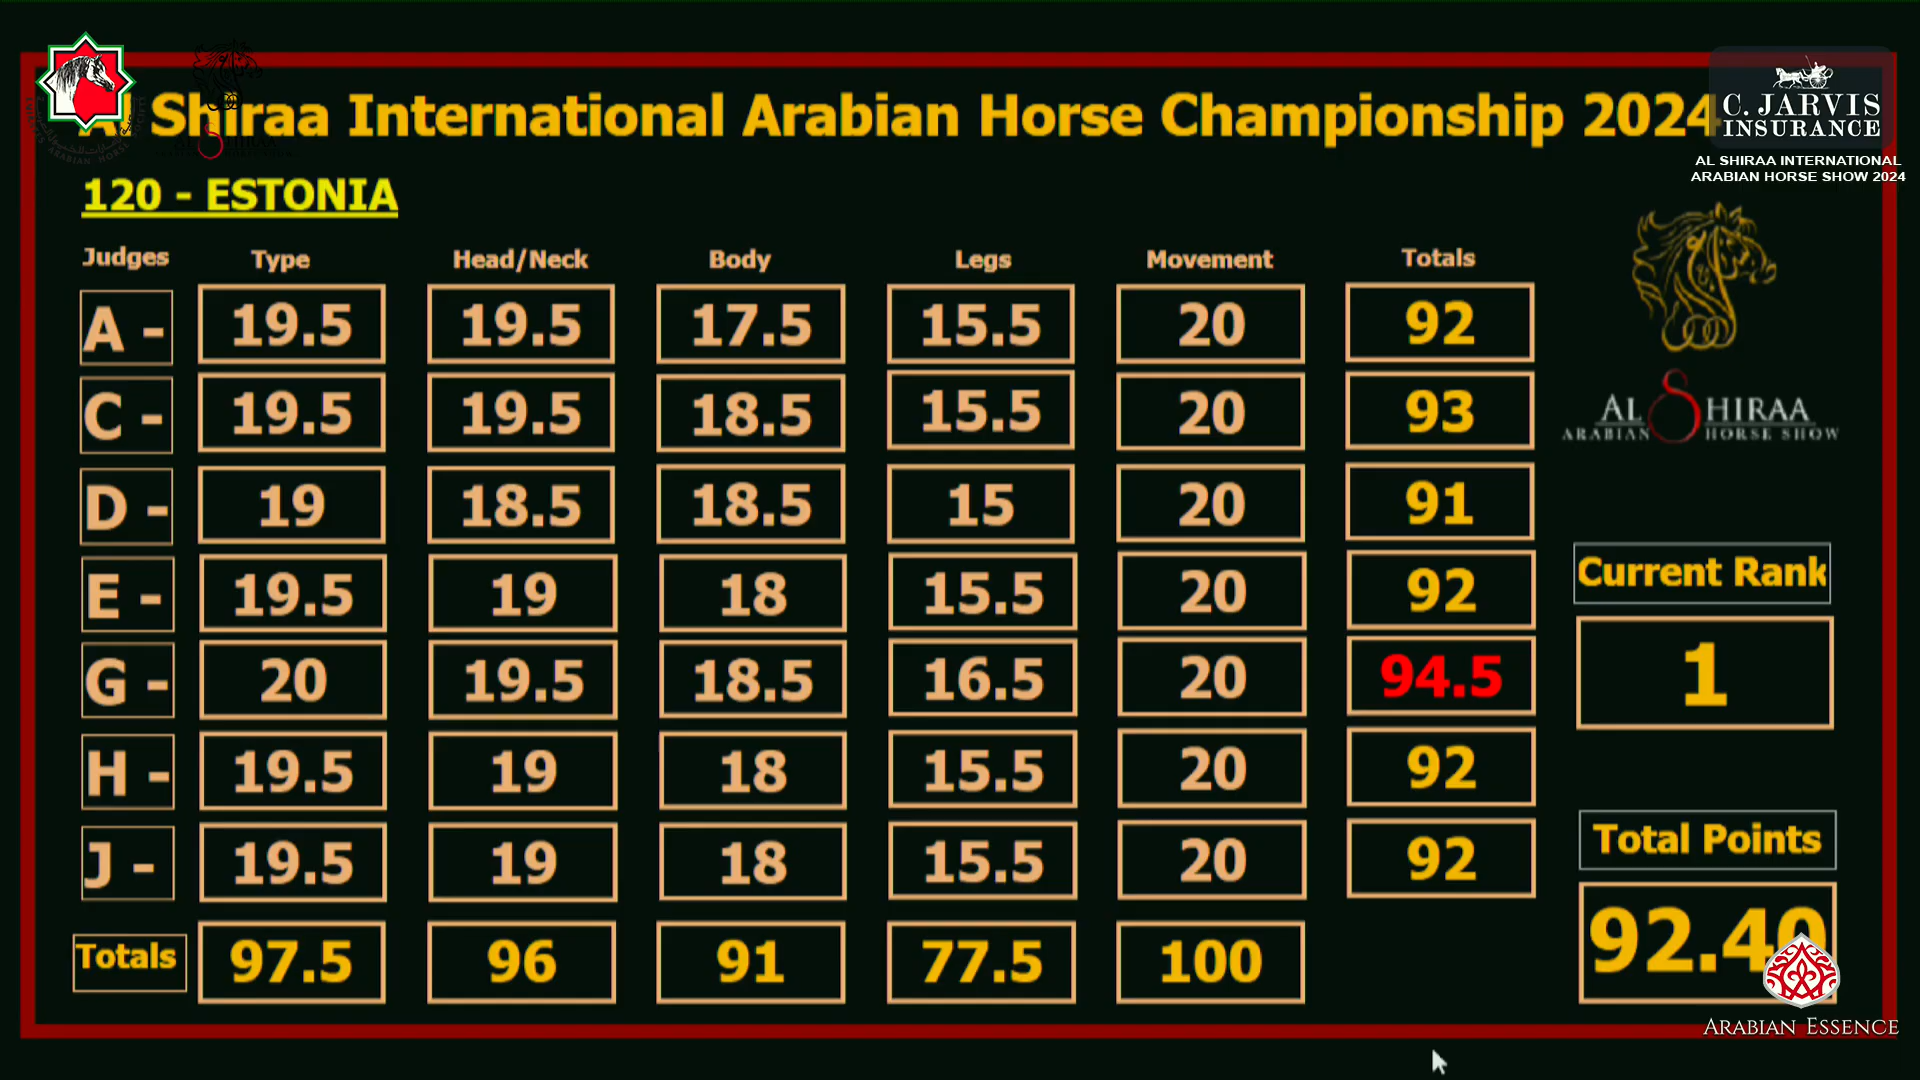 Al Shiraa International Arabian Horse Championship 2024
C. JARVIS
INSURANCE
AL SHIRAA INTERNATIONAL
ARABIAN HORSE SHOW 2024
120 - ESTONIA
Judges Type Head/Neck Body Legs Movement Totals
A - 19.5 19.5 17.5 15.5 20 92
C - 19.5 19.5 18.5 15.5 20 93
D - 19 18.5 18.5 15 20 91
E - 19.5 19 18 15.5 20 92
G - 20 19.5 18.5 16.5 20 94.5
H - 19.5 19 18 15.5 20 92
J - 19.5 19 18 15.5 20 92
Totals 97.5 96 91 77.5 100
AL SHIRAA
ARABIAN HORSE SHOW
Current Rank
1
Total Points
92.40
ARABIAN ESSENCE